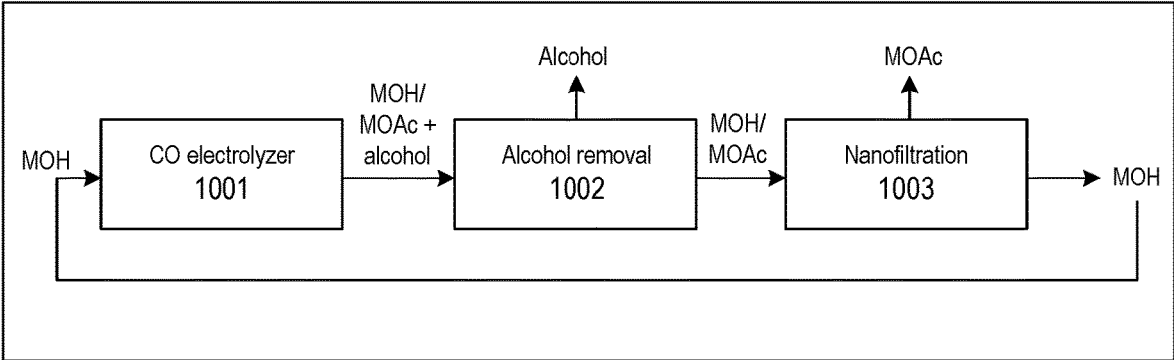 MOH
CO electrolyzer
1001
MOH/
MOAc +
alcohol
Alcohol
Alcohol removal
1002
MOH/
MOAc
MOAc
Nanofiltration
1003
MOH